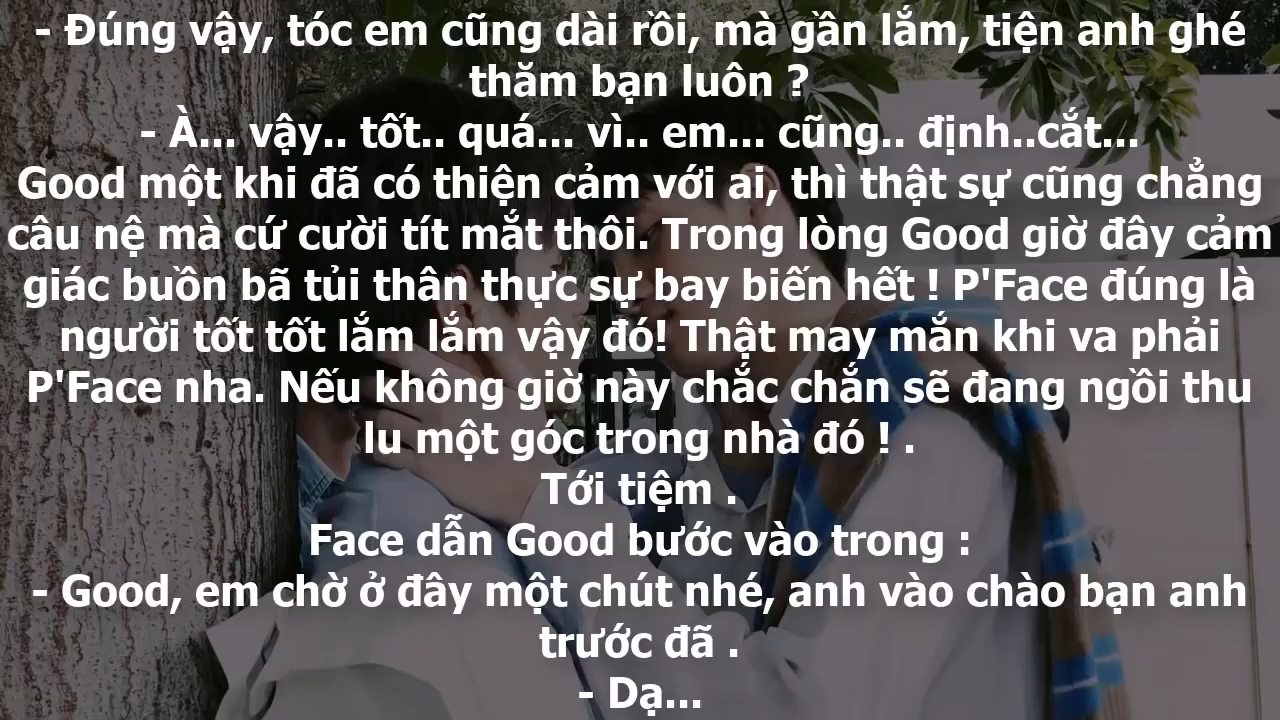 - Đúng vậy, tóc em cũng dài rồi, mà gần lắm, tiện anh ghé
thăm bạn luôn ?
- À... vậy.. tốt.. quá... vì.. em... cũng.. định..cắt...
Good một khi đã có thiện cảm với ai, thì thật sự cũng chẳng
câu nệ mà cứ cười tít mắt thôi. Trong lòng Good giờ đây cảm
giác buồn bã tủi thân thực sự bay biến hết ! P'Face đúng là
người tốt tốt lắm lắm vậy đó! Thật may mắn khi va phải
P'Face nha. Nếu không giờ này chắc chắn sẽ đang ngồi thu
lu một góc trong nhà đó ! .
Tới tiệm .
Face dẫn Good bước vào trong :
- Good, em chờ ở đây một chút nhé, anh vào chào bạn anh
trước đã .
- Dạ...